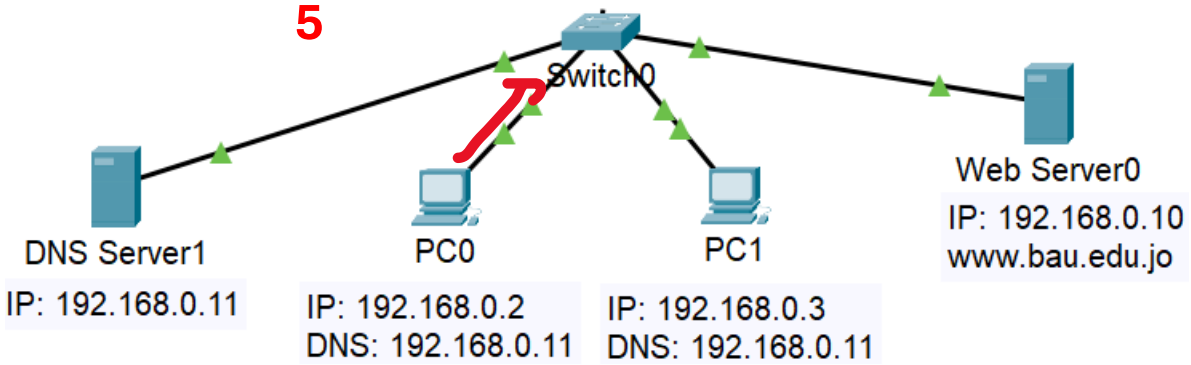 5
Switch0
DNS Server1
IP: 192.168.0.11
PC0
IP: 192.168.0.2
DNS: 192.168.0.11
PC1
IP: 192.168.0.3
DNS: 192.168.0.11
Web Server0
IP: 192.168.0.10
www.bau.edu.jo